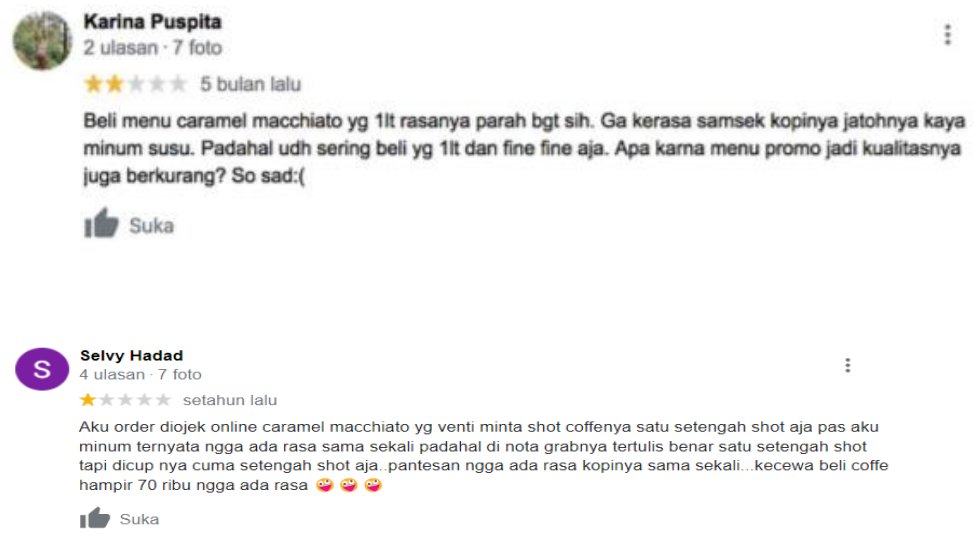 Karina Puspita
2 ulasan · 7 foto
5 bulan lalu
Beli menu caramel macchiato yg 1lt rasanya parah bgt sih. Ga kerasa samsek kopinya jatohnya kaya
minum susu. Padahal udh sering beli yg 1lt dan fine fine aja. Apa karna menu promo jadi kualitasnya
juga berkurang? So sad:(
Suka
S
Selvy Hadad
4 ulasan · 7 foto
setahun lalu
Aku order diojek online caramel macchiato yg venti minta shot coffenya satu setengah shot aja pas aku
minum ternyata ngga ada rasa sama sekali padahal di nota grabnya tertulis benar satu setengah shot
tapi dicup nya cuma setengah shot aja..pantesan ngga ada rasa kopinya sama sekali...kecewa beli coffe
hampir 70 ribu ngga ada rasa 🤪 🤪 🤪
Suka